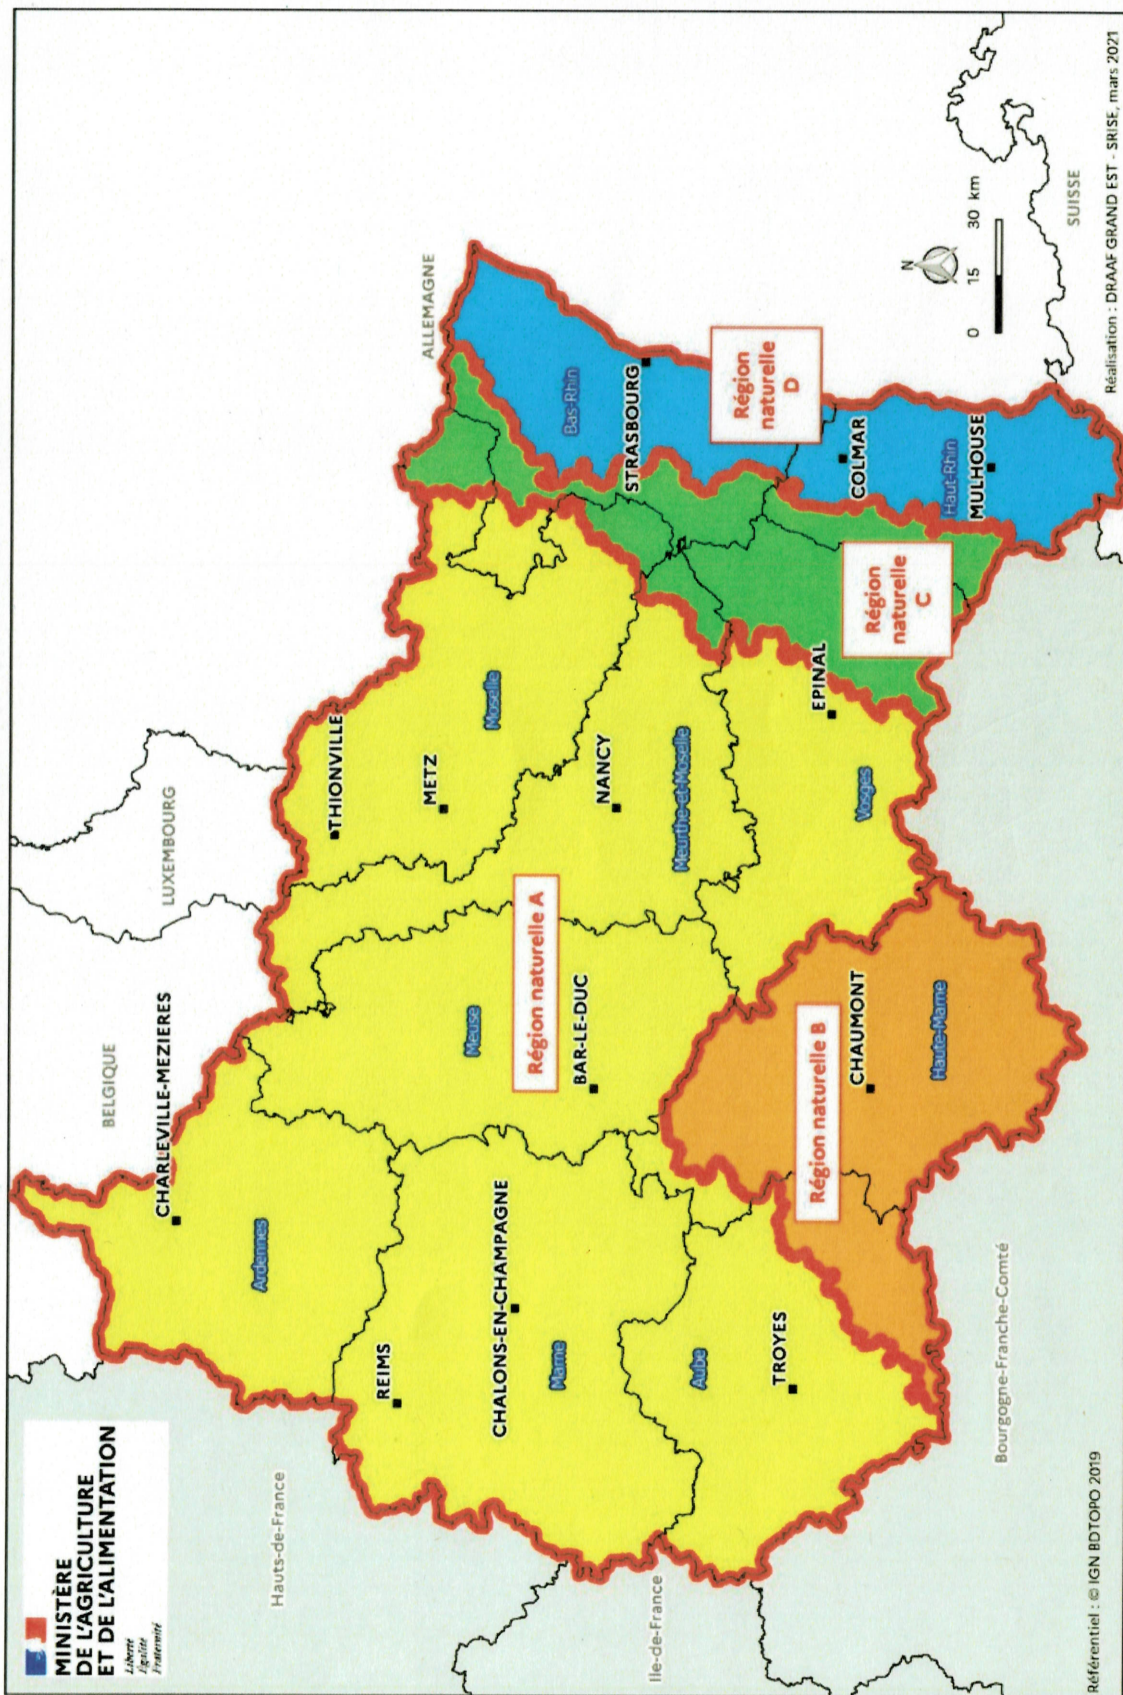 MINISTÈRE
DE L'AGRICULTURE
ET DE L'ALIMENTATION
Liberté
Égalité
Fraternité
BELGIQUE
LUXEMBOURG
ALLEMAGNE
Hauts-de-France
CHARLEVILLE-MEZIERES
Ardennes
THIONVILLE
REIMS
METZ
Meuse
Moselle
CHALONS-EN-CHAMPAGNE
Région naturelle A
Marne
BAR-LE-DUC
NANCY
Bas-Rhin
STRASBOURG
Ile-de-France
Meurthe-et-Moselle
Aube
Région
naturelle
D
TROYES
Région naturelle B
EPINAL
COLMAR
CHAUMONT
Vosges
Région
naturelle
C
Haute-Marne
Haut-Rhin
MULHOUSE
Bourgogne-Franche-Comté
N
0 15 30 km
SUISSE
Référentiel : © IGN BDTOPO 2019
Réalisation : DRAAF GRAND EST - SRISE, mars 2021